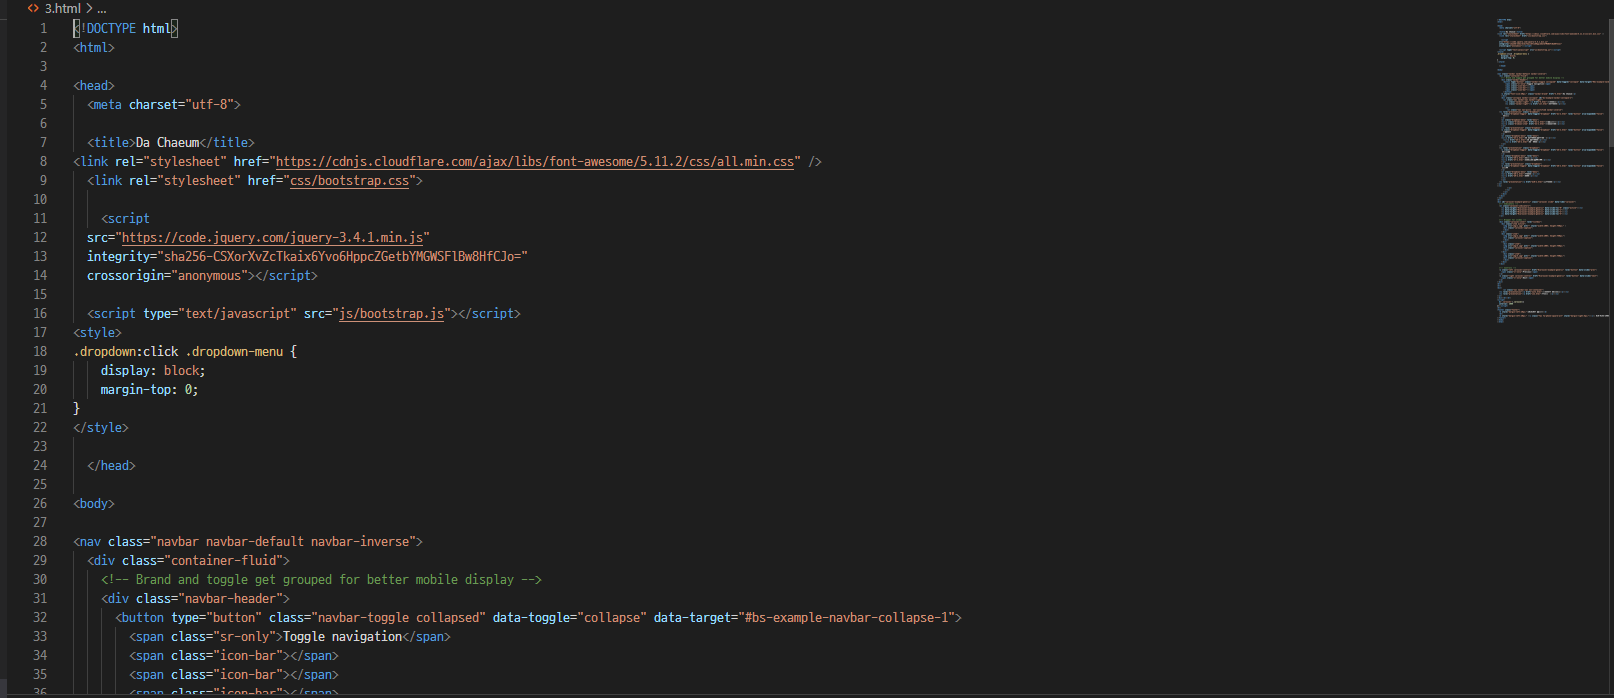 3.html > ...
1 <!DOCTYPE html>
2 <html>
3
4 <head>
5 <meta charset="utf-8">
6
7 <title>Da Chaeum</title>
8 <link rel="stylesheet" href="https://cdnjs.cloudflare.com/ajax/libs/font-awesome/5.11.2/css/all.min.css" />
9 <link rel="stylesheet" href="css/bootstrap.css">
10
11 <script
12 src="https://code.jquery.com/jquery-3.4.1.min.js"
13 integrity="sha256-CSXorXvZcTkaix6Yvo6HppcZGetbYMGWSFlBw8HfCJo="
14 crossorigin="anonymous"></script>
15
16 <script type="text/javascript" src="js/bootstrap.js"></script>
17 <style>
18 .dropdown:click .dropdown-menu {
19 display: block;
20 margin-top: 0;
21 }
22 </style>
23
24 </head>
25
26 <body>
27
28 <nav class="navbar navbar-default navbar-inverse">
29 <div class="container-fluid">
30 <!-- Brand and toggle get grouped for better mobile display -->
31 <div class="navbar-header">
32 <button type="button" class="navbar-toggle collapsed" data-toggle="collapse" data-target="#bs-example-navbar-collapse-1">
33 <span class="sr-only">Toggle navigation</span>
34 <span class="icon-bar"></span>
35 <span class="icon-bar"></span>
36 <span class="icon-bar"></span>